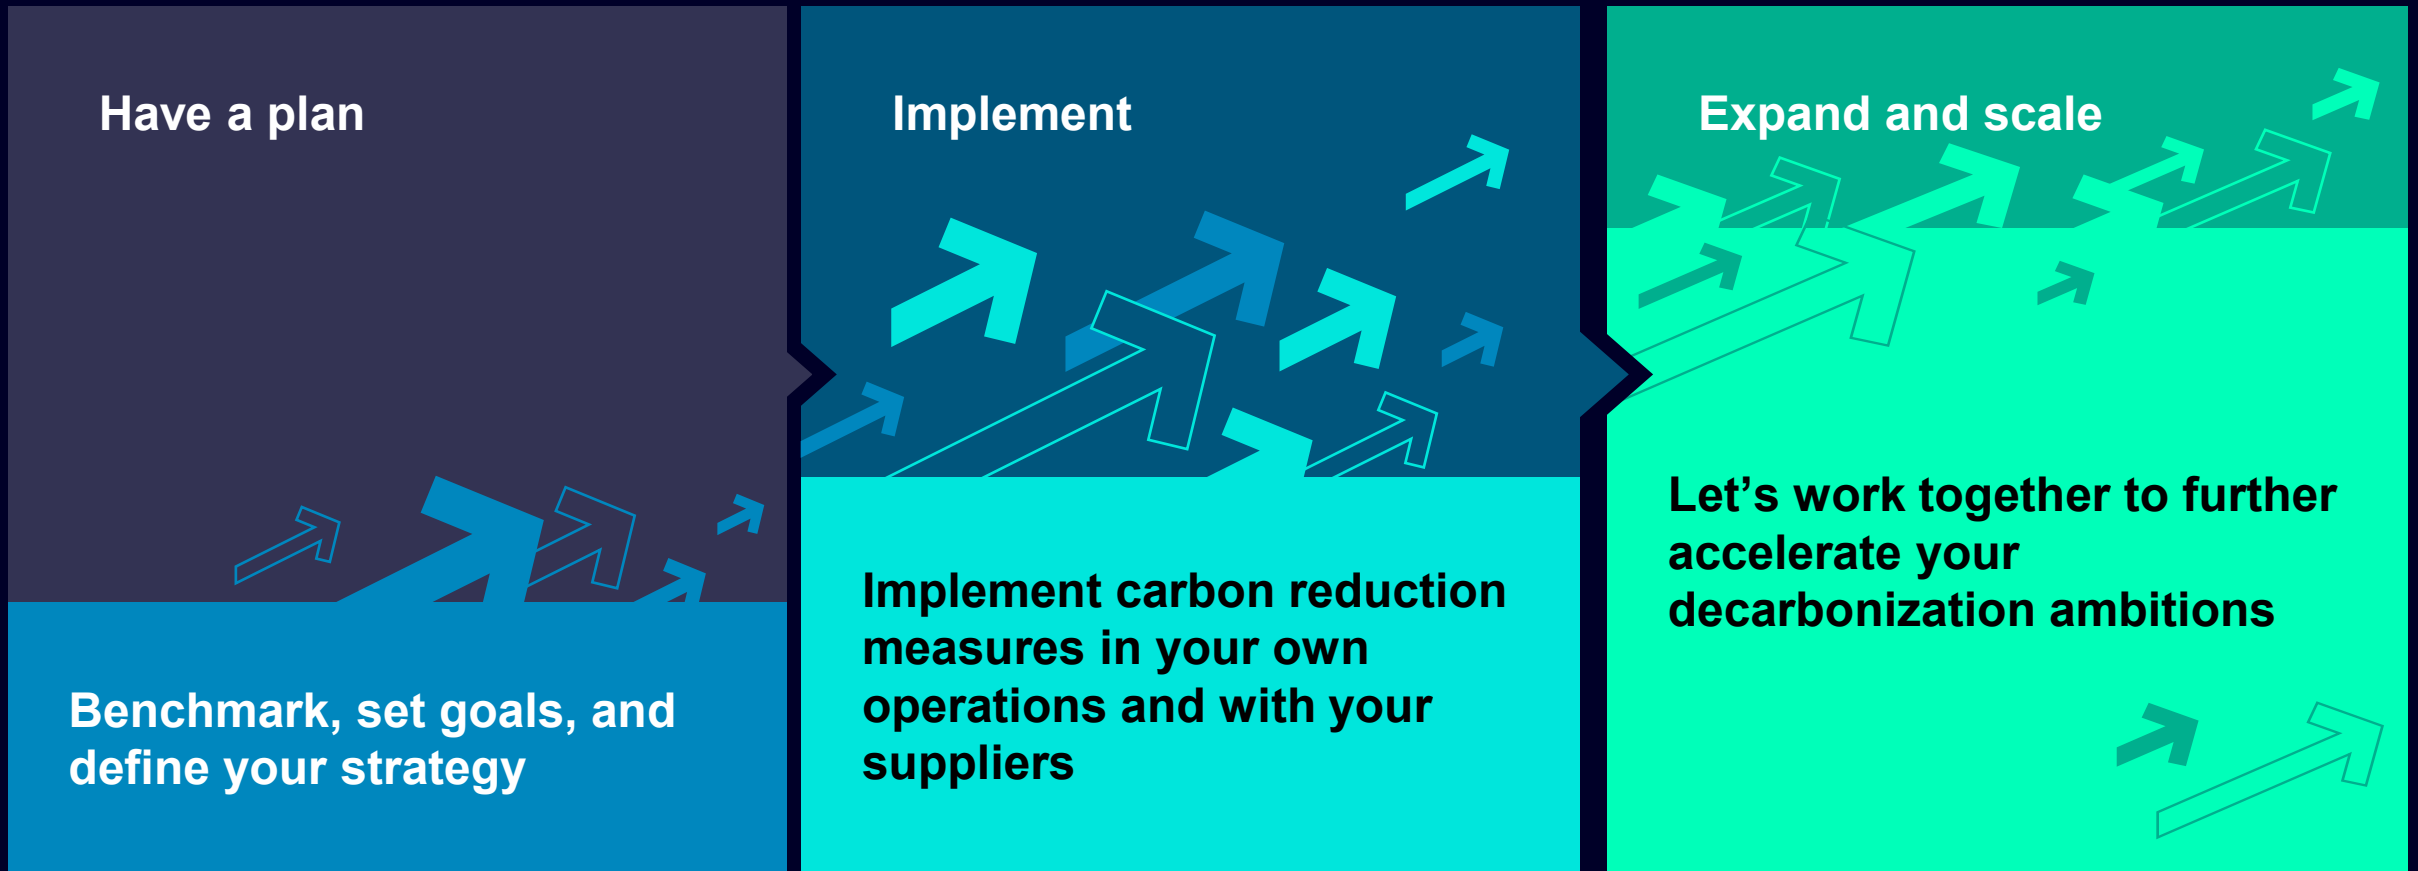 Have a plan
Benchmark, set goals, and
define your strategy
Implement
Implement carbon reduction
measures in your own
operations and with your
suppliers
Expand and scale
Let’s work together to further
accelerate your
decarbonization ambitions